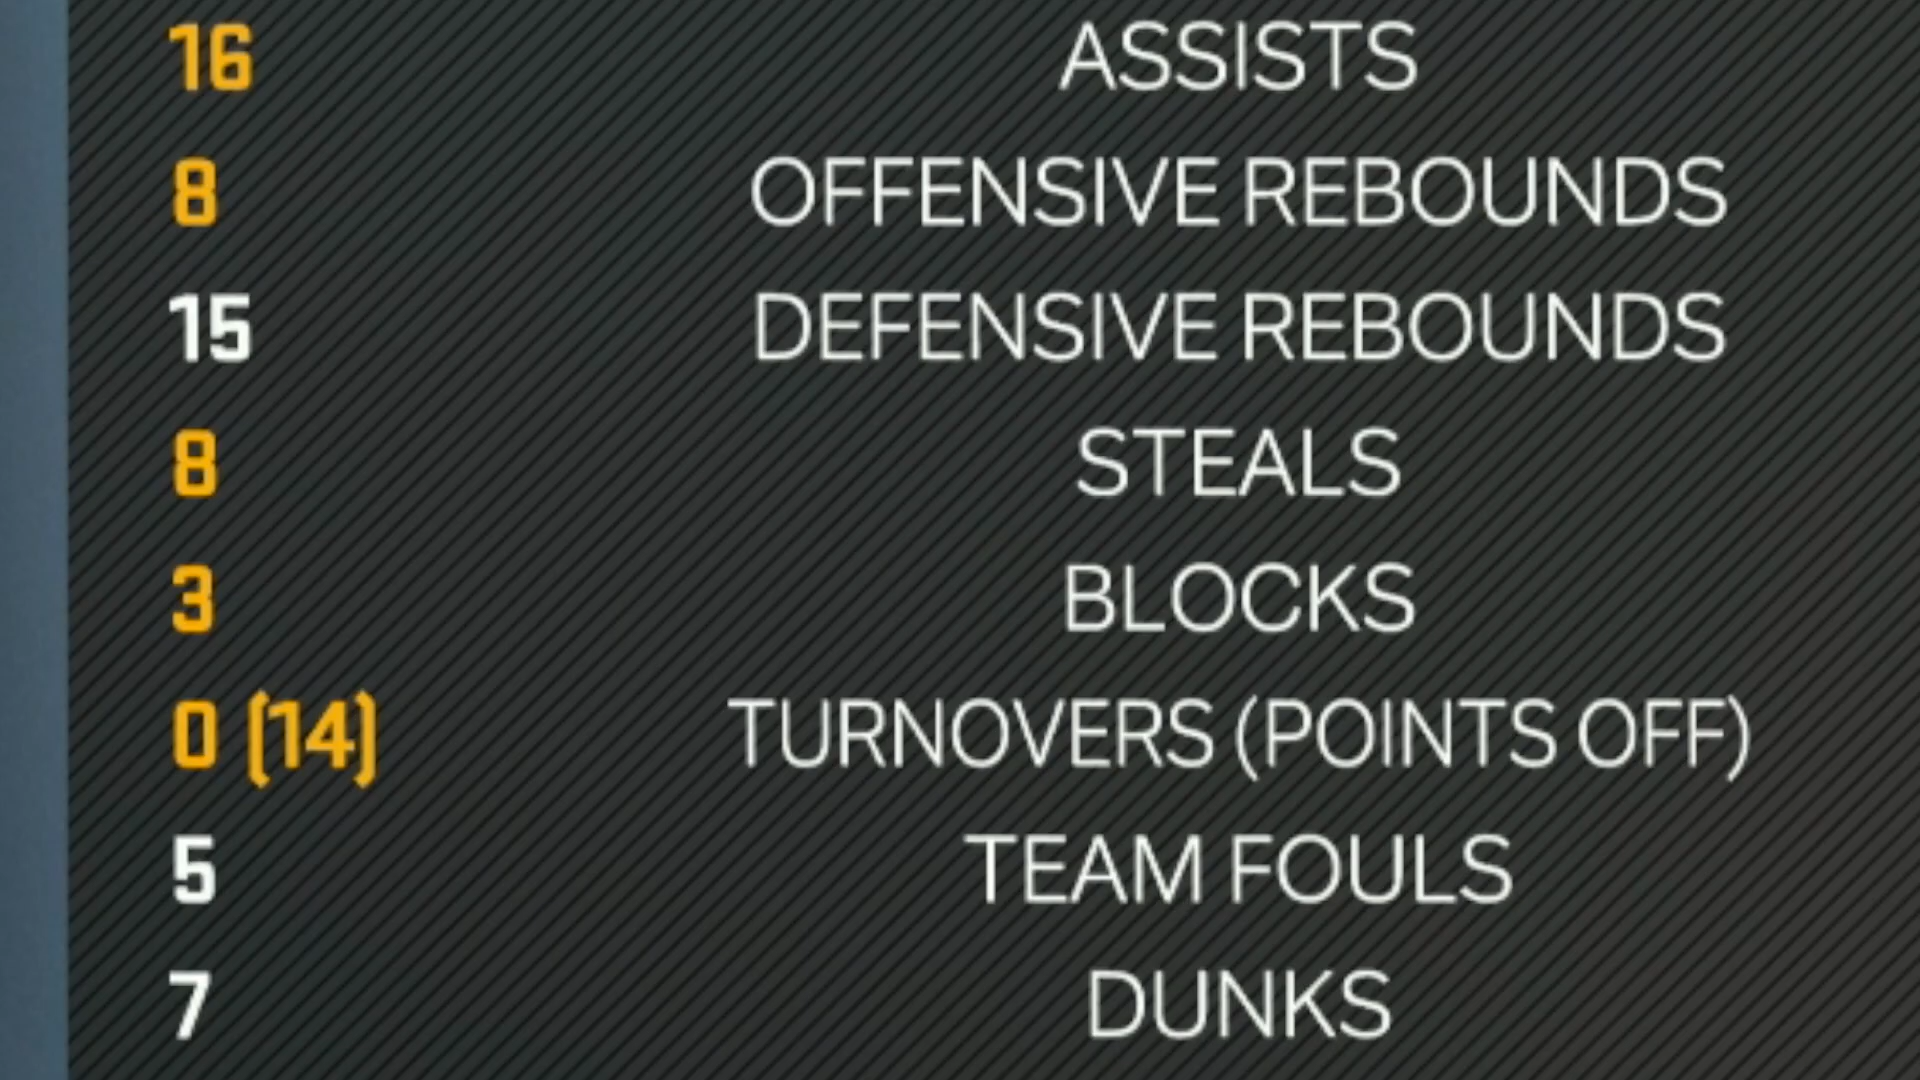 16 ASSISTS
8 OFFENSIVE REBOUNDS
15 DEFENSIVE REBOUNDS
8 STEALS
3 BLOCKS
0 (14) TURNOVERS (POINTS OFF)
5 TEAM FOULS
7 DUNKS